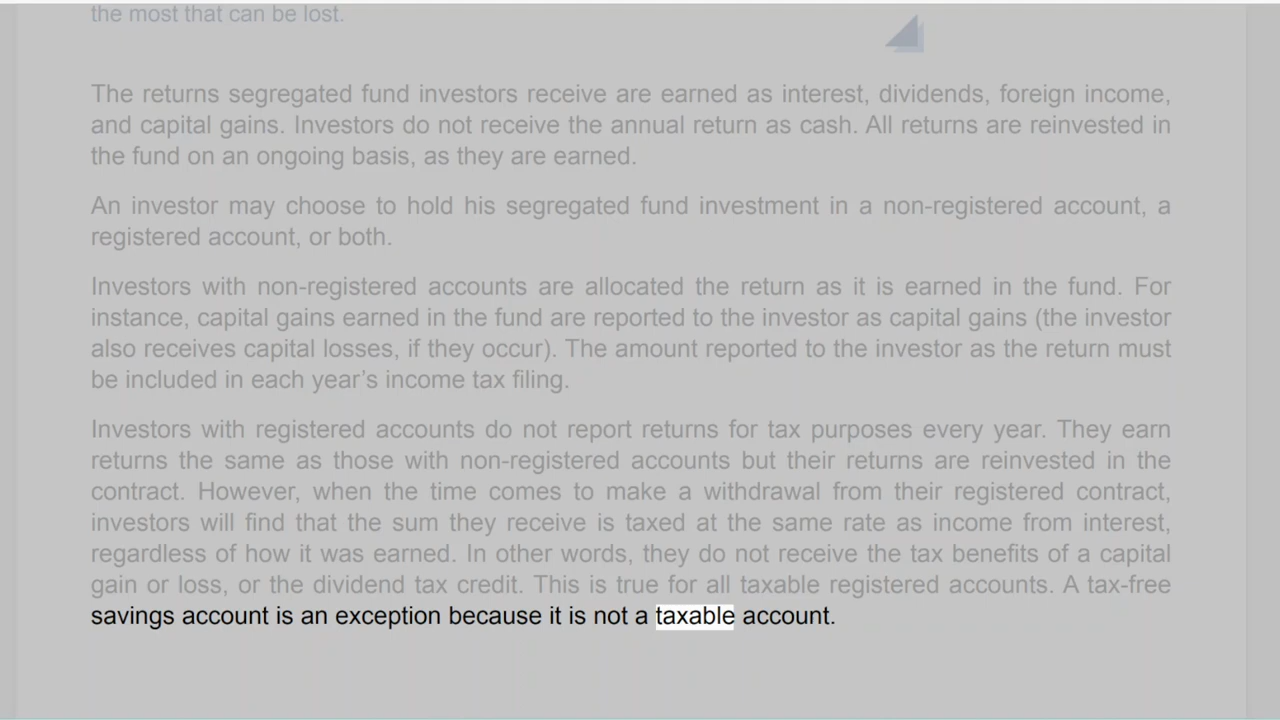 the most that can be lost.
The returns segregated fund investors receive are earned as interest, dividends, foreign income,
and capital gains. Investors do not receive the annual return as cash. All returns are reinvested in
the fund on an ongoing basis, as they are earned.
An investor may choose to hold his segregated fund investment in a non-registered account, a
registered account, or both.
Investors with non-registered accounts are allocated the return as it is earned in the fund. For
instance, capital gains earned in the fund are reported to the investor as capital gains (the investor
also receives capital losses, if they occur). The amount reported to the investor as the return must
be included in each year’s income tax filing.
Investors with registered accounts do not report returns for tax purposes every year. They earn
returns the same as those with non-registered accounts but their returns are reinvested in the
contract. However, when the time comes to make a withdrawal from their registered contract,
investors will find that the sum they receive is taxed at the same rate as income from interest,
regardless of how it was earned. In other words, they do not receive the tax benefits of a capital
gain or loss, or the dividend tax credit. This is true for all taxable registered accounts. A tax-free
savings account is an exception because it is not a taxable account.